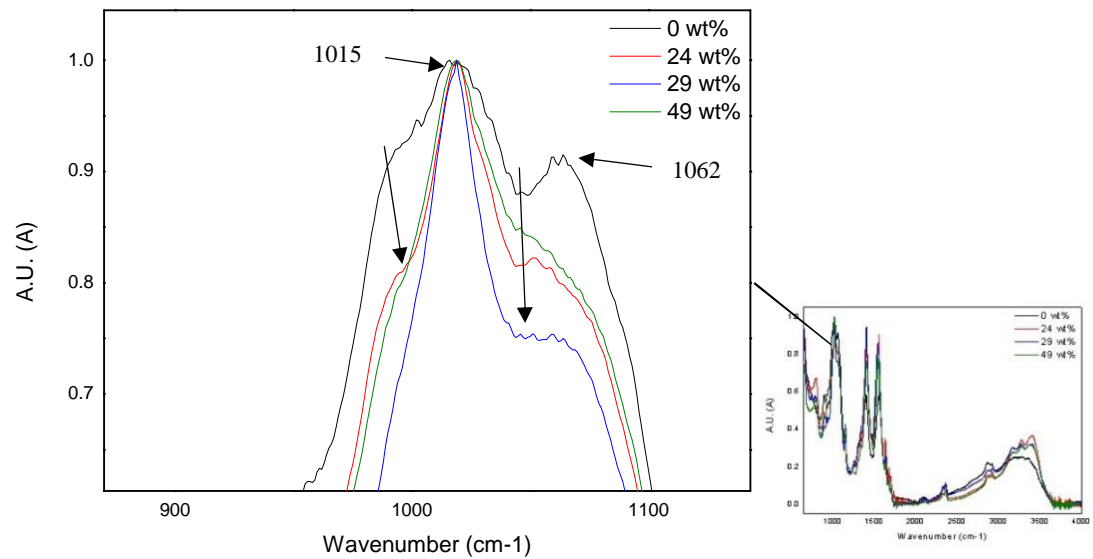 0 wt%
24 wt%
29 wt%
49 wt%
1015
1062
1.0
0.9
0.8
0.7
A.U. (A)
900
1000
1100
Wavenumber (cm-1)
0 wt%
24 wt%
29 wt%
49 wt%
0.8
0.6
0.4
0.2
0.0
A.U. (A)
1000
1500
2000
2500
3000
3500
4000
Wavenumber (cm-1)